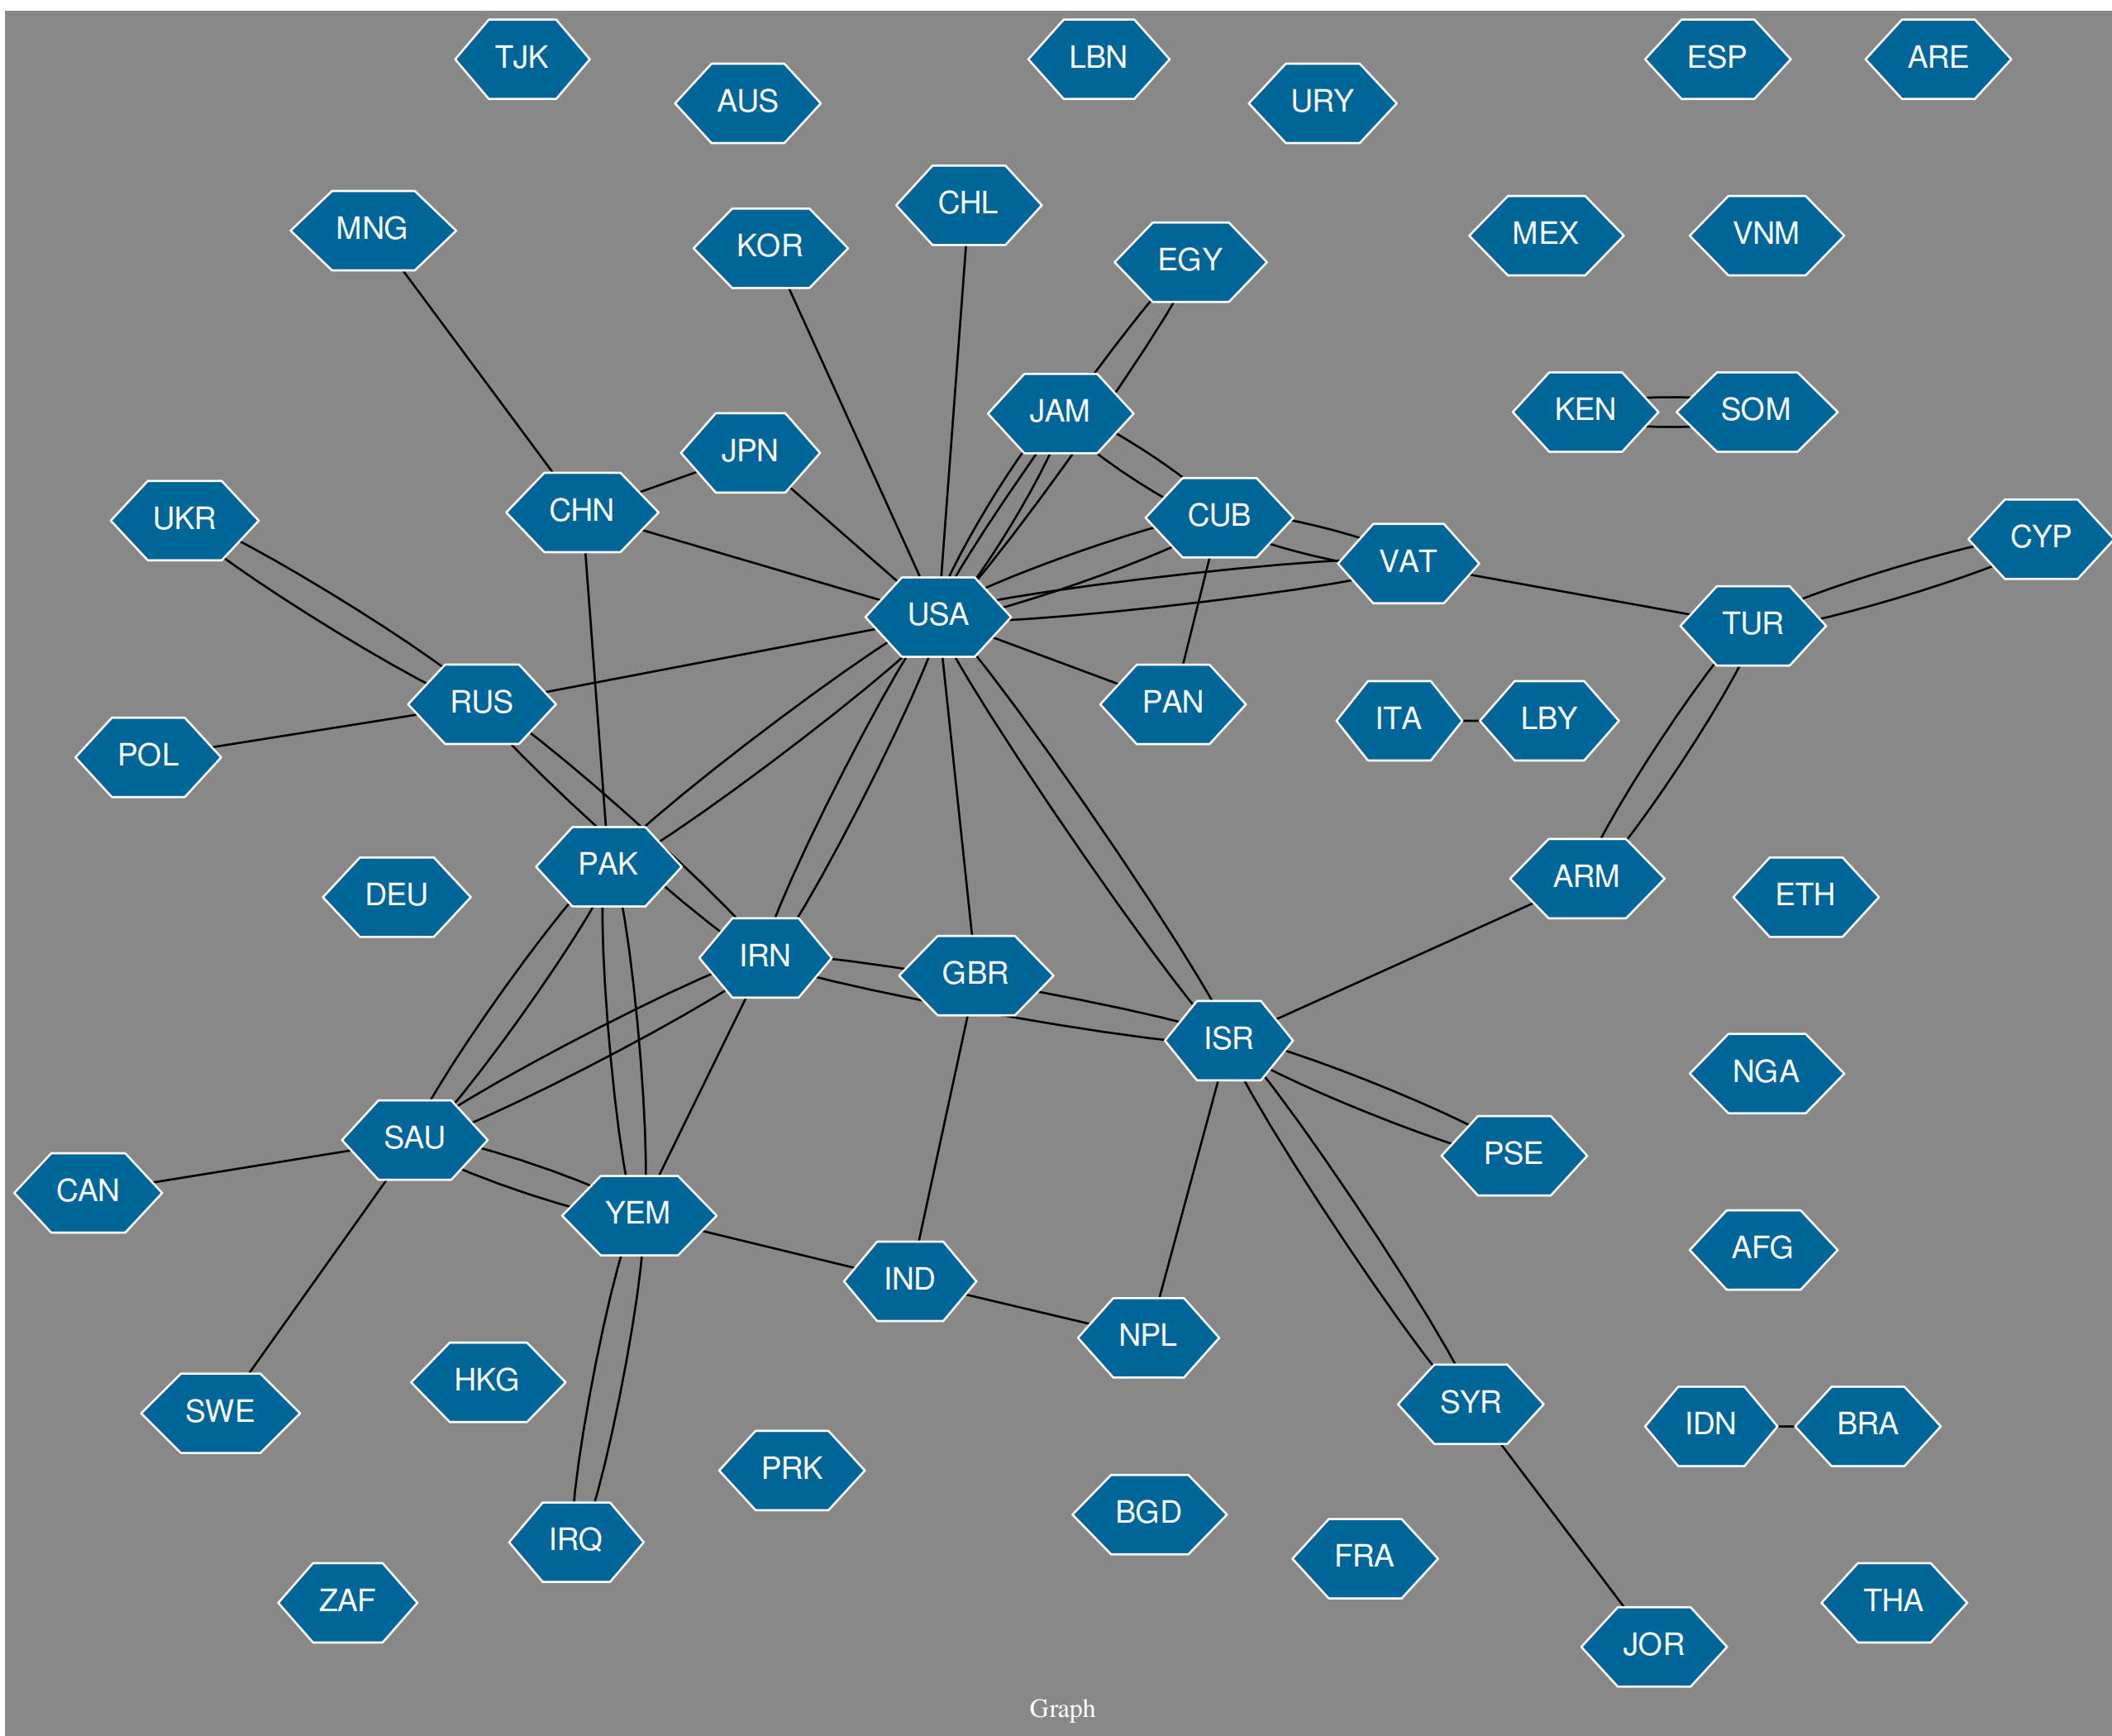 TJK
LBN
ESP
ARE
AUS
URY
CHL
MNG
KOR
EGY
MEX
VNM
JAM
KEN
SOM
JPN
CHN
UKR
CUB
CYP
VAT
USA
TUR
RUS
PAN
ITA
LBY
POL
PAK
ARM
DEU
ETH
IRN
GBR
ISR
NGA
SAU
PSE
CAN
YEM
AFG
IND
NPL
HKG
SWE
SYR
IDN
BRA
PRK
BGD
IRQ
FRA
ZAF
THA
JOR
Graph